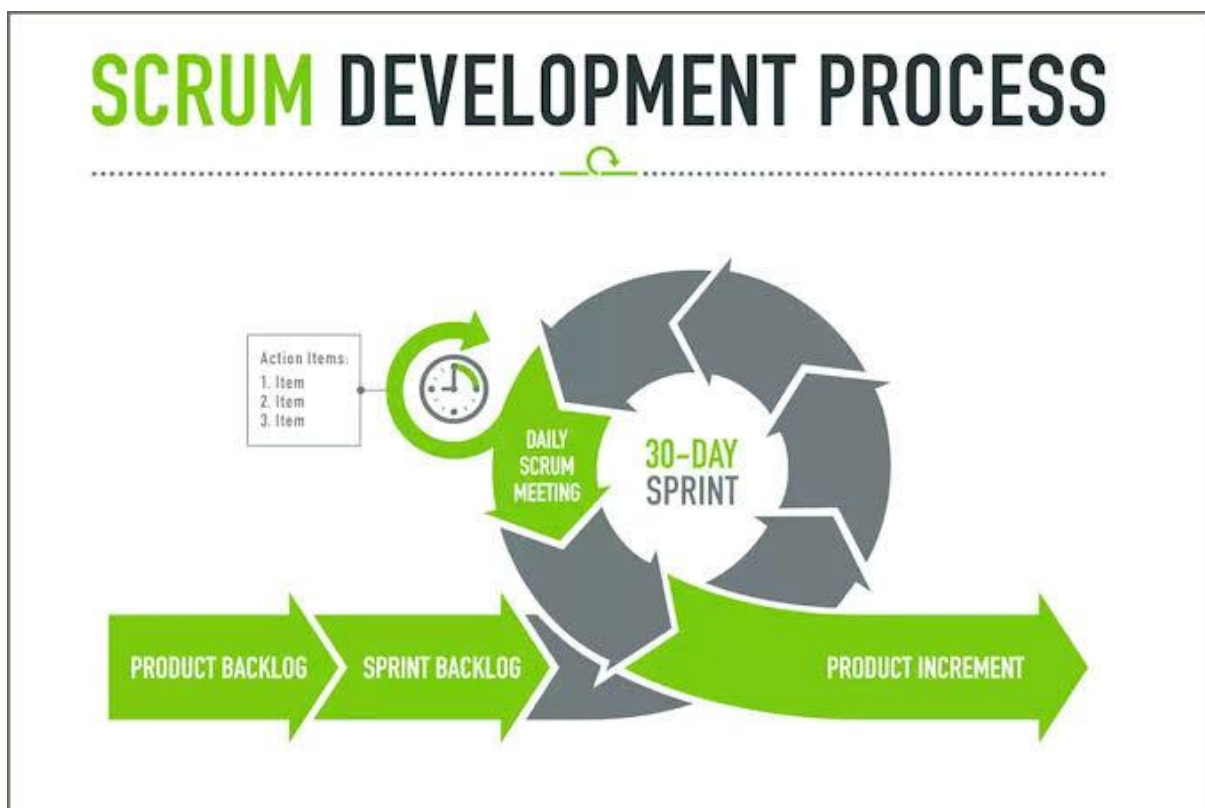 SCRUM DEVELOPMENT PROCESS
Action Items:
1. Item
2. Item
3. Item
DAILY
SCRUM
MEETING
30-DAY
SPRINT
PRODUCT BACKLOG
SPRINT BACKLOG
PRODUCT INCREMENT